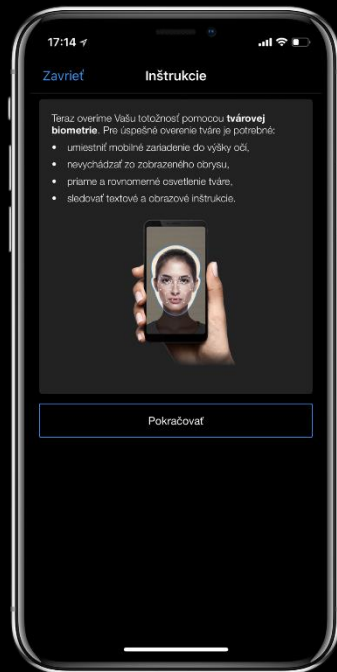 17:14
Zavrieť
Inštrukcie
Teraz overíme Vašu totožnosť pomocou tvárovej
biometrie. Pre úspešné overenie tváre je potrebné:
• umiestniť mobilné zariadenie do výšky očí,
• nevychádzať zo zobrazeného obrysu,
• priame a rovnomerné osvetlenie tváre,
• sledovať textové a obrazové inštrukcie.
Pokračovať